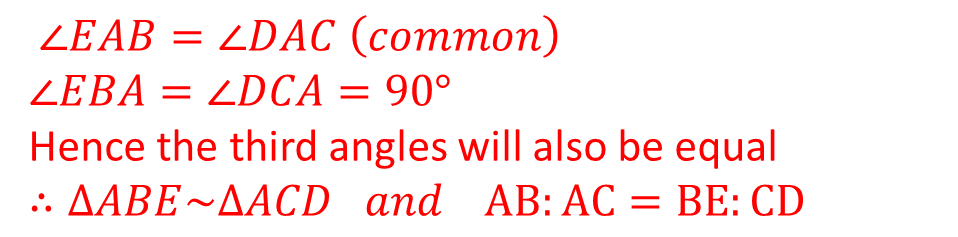 ∠EAB = ∠DAC (common)
∠EBA = ∠DCA = 90°
Hence the third angles will also be equal
∴ ΔABE~ΔACD and AB: AC = BE: CD